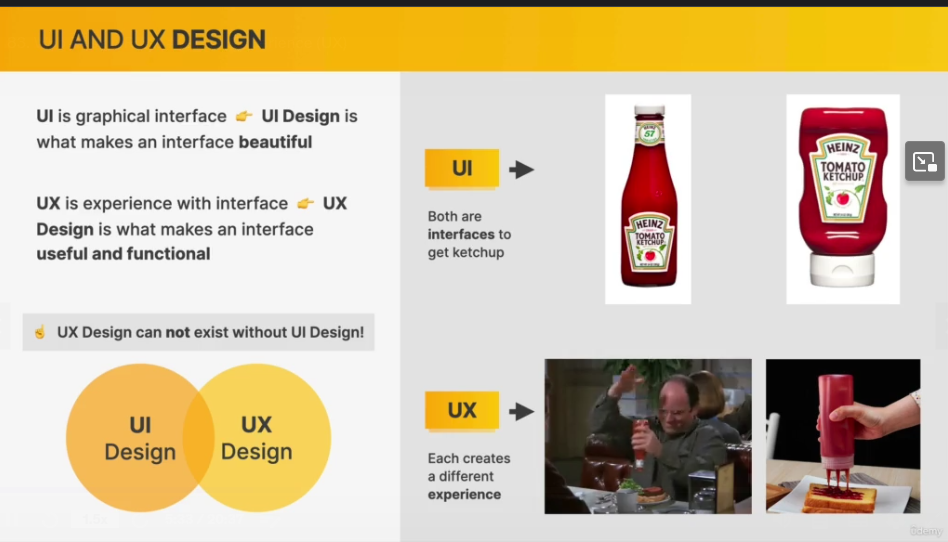 UI AND UX DESIGN
UI is graphical interface 👉 UI Design is
what makes an interface beautiful
UX is experience with interface 👉 UX
Design is what makes an interface
useful and functional
☝️ UX Design can not exist without UI Design!
UI
Design
UX
Design
UI
Both are
interfaces to
get ketchup
HEINZ
57
HEINZ
TOMATO
KETCHUP
HEINZ
TOMATO
KETCHUP
UX
Each creates
a different
experience
Udemy